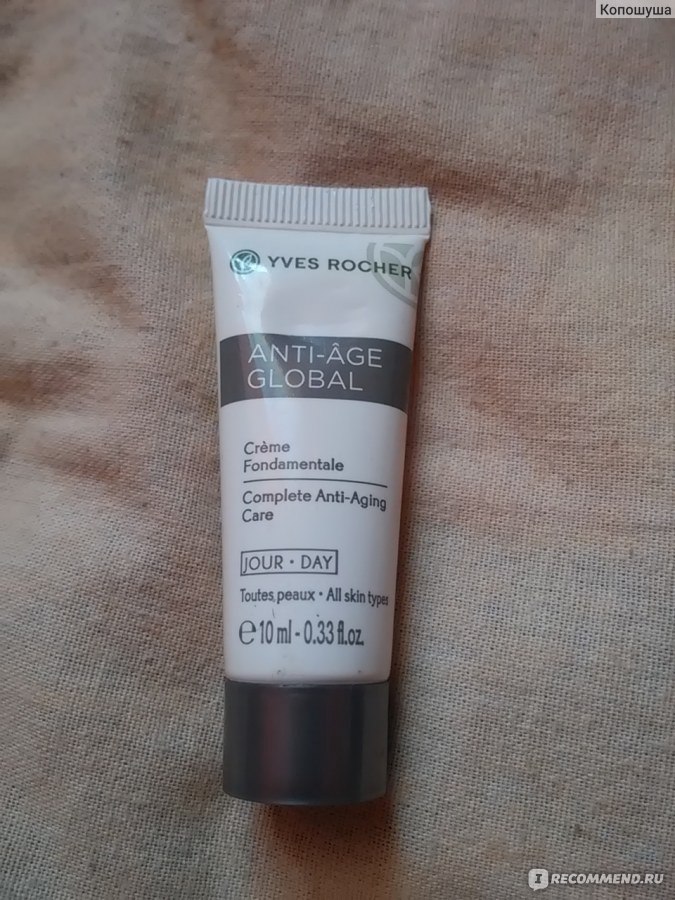 Копошуша
YVES ROCHER
ANTI-ÂGE
GLOBAL
Crème
Fondamentale
Complete Anti-Aging
Care
JOUR • DAY
Toutes peaux • All skin types
℮ 10 ml - 0.33 fl.oz.
IRECOMMEND.RU